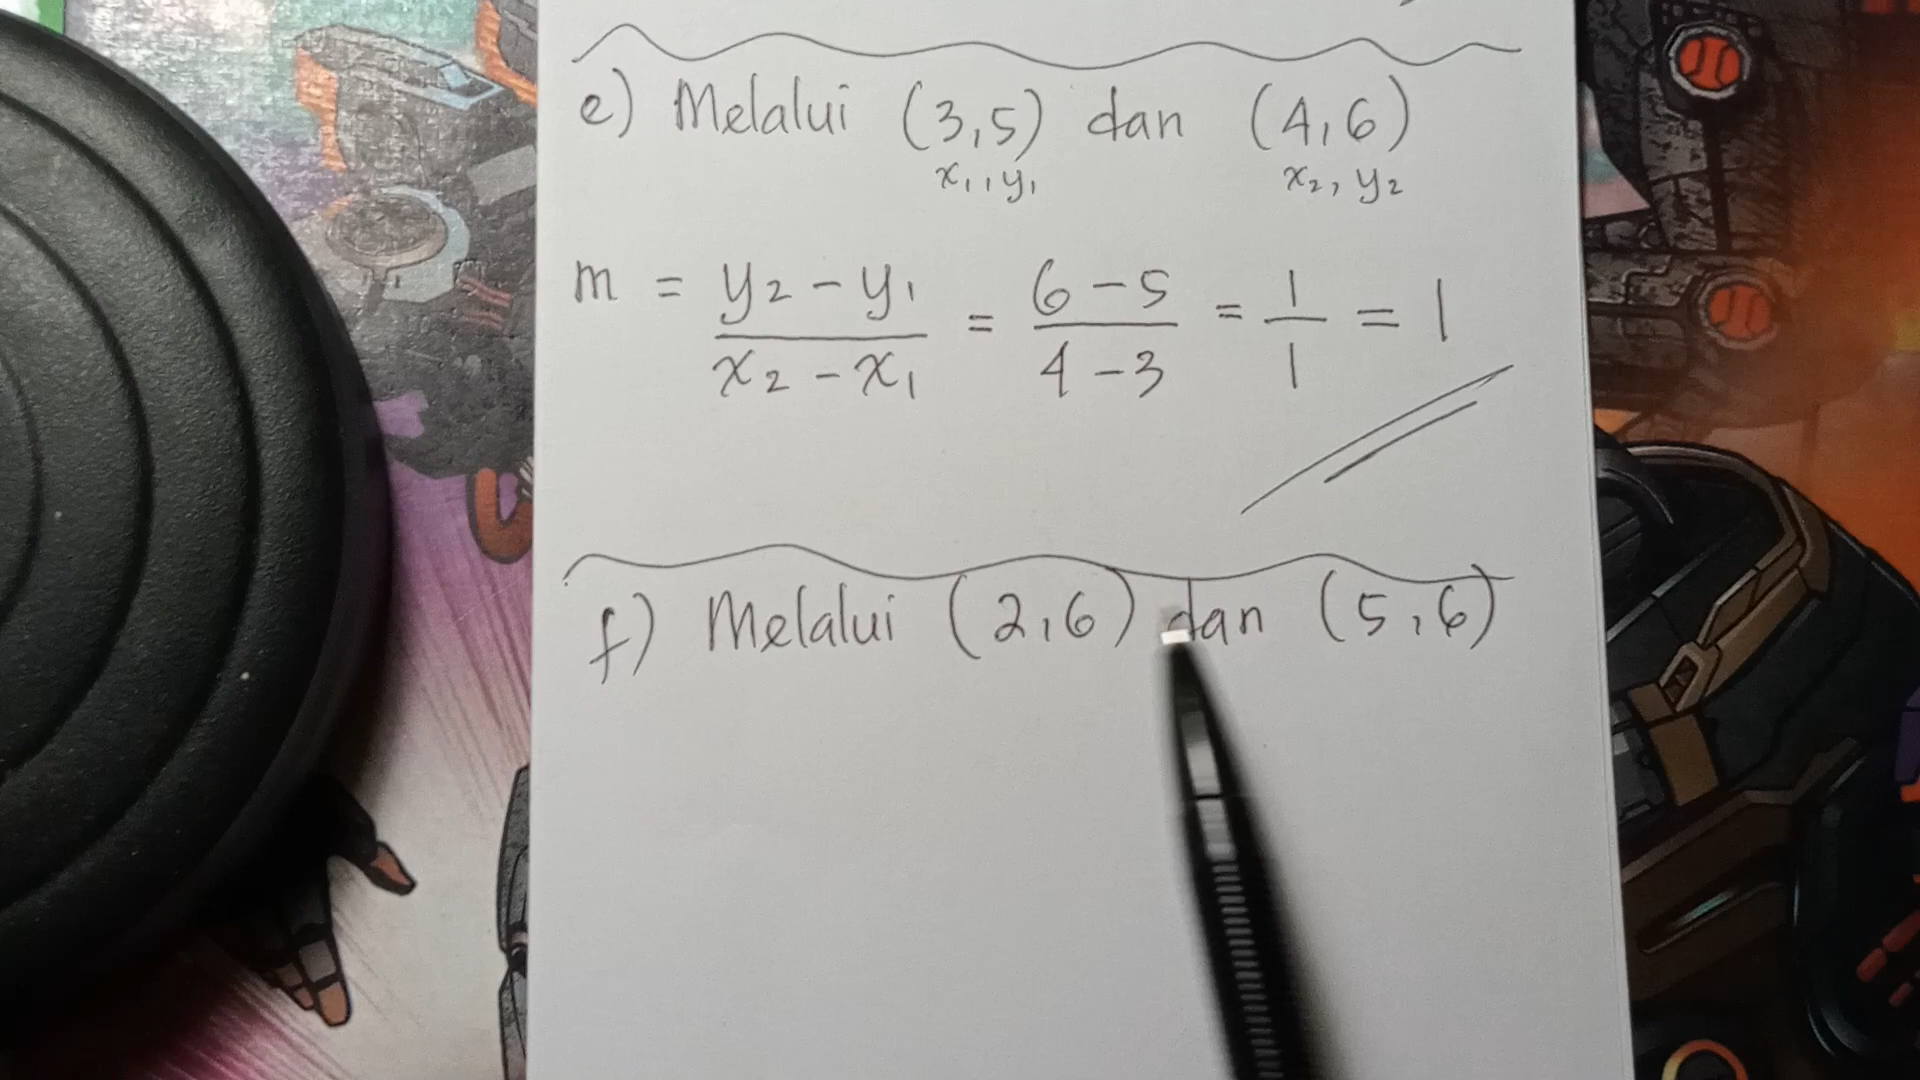 e) Melalui (3,5) dan (4,6)
x₁, y₁ x₂, y₂
m = y₂ - y₁ / x₂ - x₁ = 6 - 5 / 4 - 3 = 1 / 1 = 1
f) Melalui (2,6) dan (5,6)